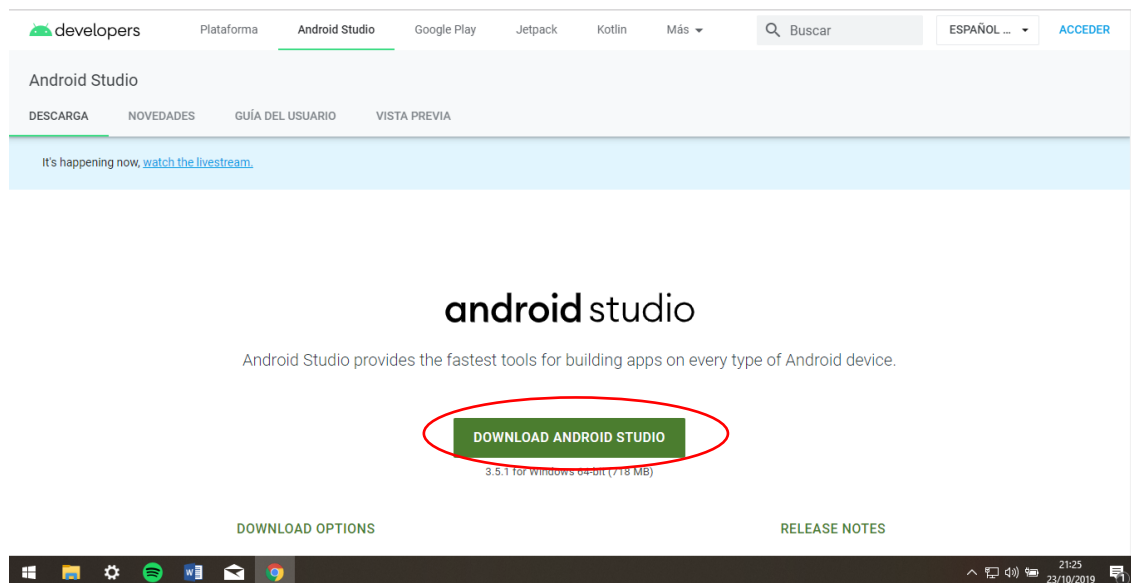 developers Plataforma Android Studio Google Play Jetpack Kotlin Más Buscar ESPAÑOL ... ACCEDER
Android Studio
DESCARGA NOVEDADES GUÍA DEL USUARIO VISTA PREVIA
It's happening now, watch the livestream.
android studio
Android Studio provides the fastest tools for building apps on every type of Android device.
DOWNLOAD ANDROID STUDIO
3.5.1 for Windows 64-bit (718 MB)
DOWNLOAD OPTIONS RELEASE NOTES
21:25
23/10/2019
1